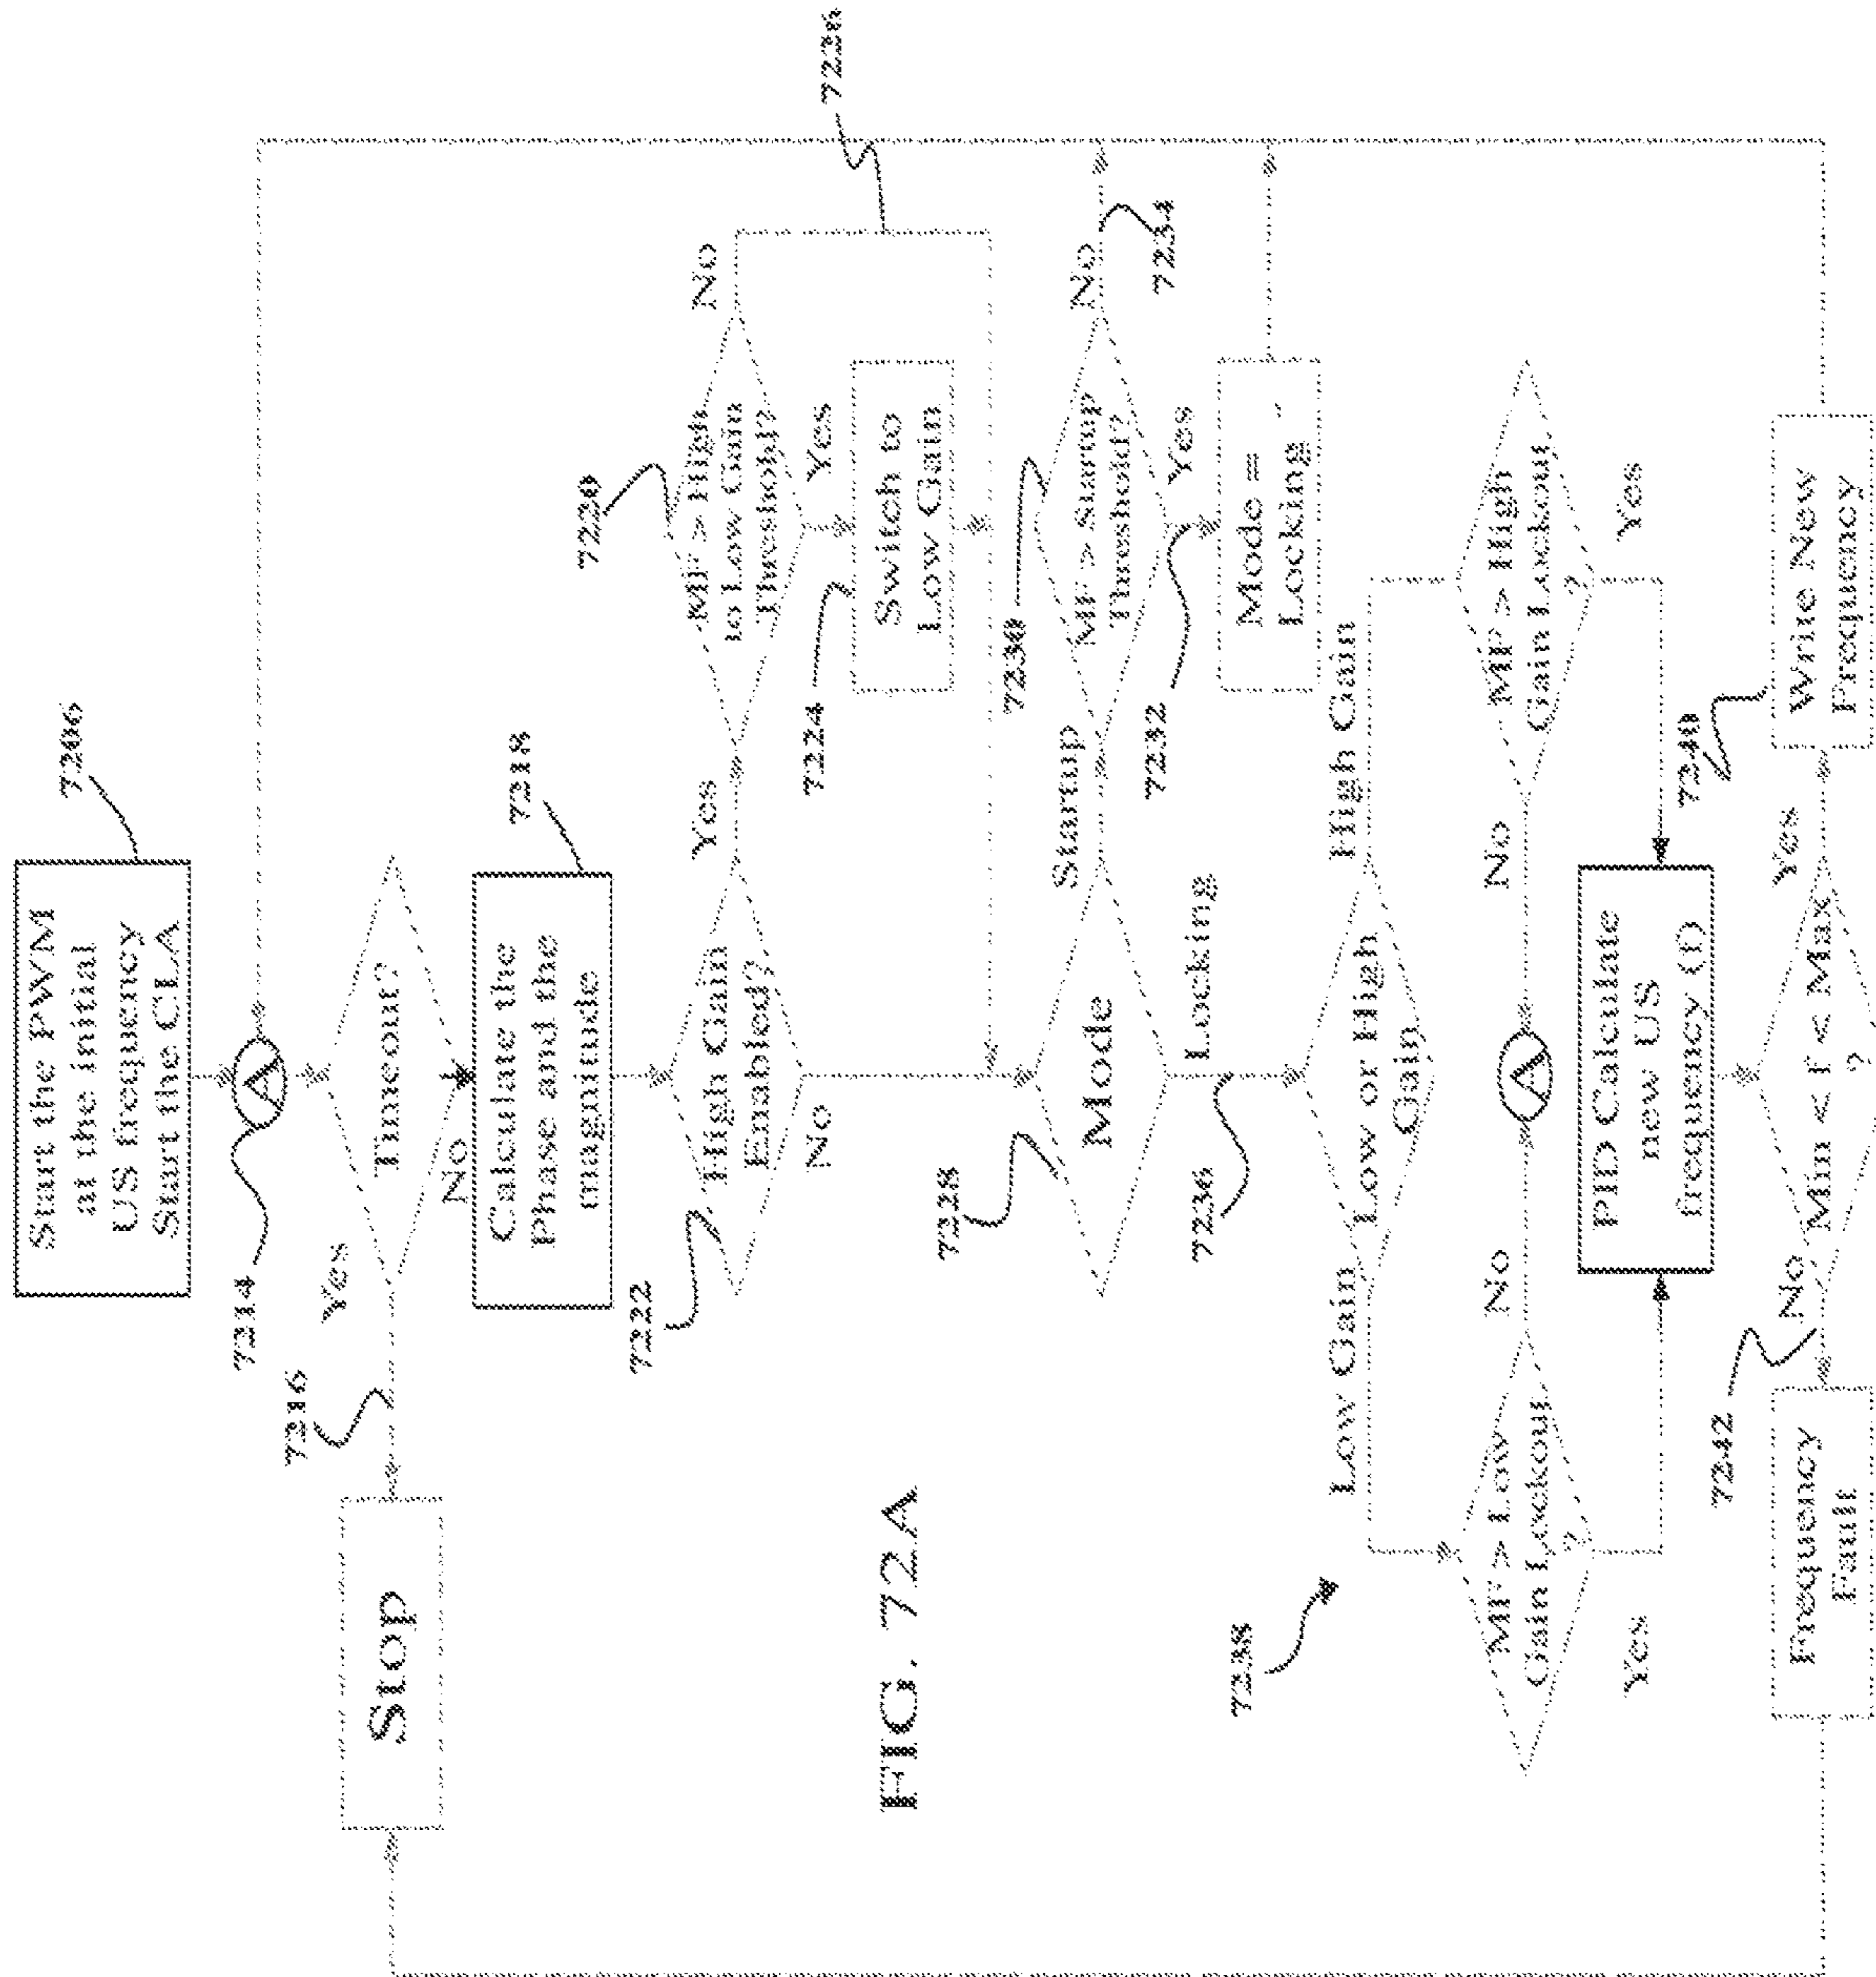 Start the PWM
at the initial
US frequency
Start the CLA
7206
A
7214
Timeout?
Yes
7216
Stop
No
Calculate the
Phase and the
magnitude
7218
High Gain
Enabled?
7222
Yes
No
MF > High
to Low Gain
Threshold?
7220
No
7226
Yes
Switch to
Low Gain
7224
Mode
7228
Startup
MF > Startup
Threshold?
7230
No
7234
Yes
7232
Mode =
Locking
Locking
7236
Low or High
Gain
Low Gain
High Gain
7238
MF > Low
Gain Lockout
?
No
Yes
A
MF > High
Gain Lockout
?
No
Yes
PID Calculate
new US
frequency (f)
Min < f < Max
?
No
7242
Frequency
Fault
Yes
7240
Write New
Frequency
FIG. 72A